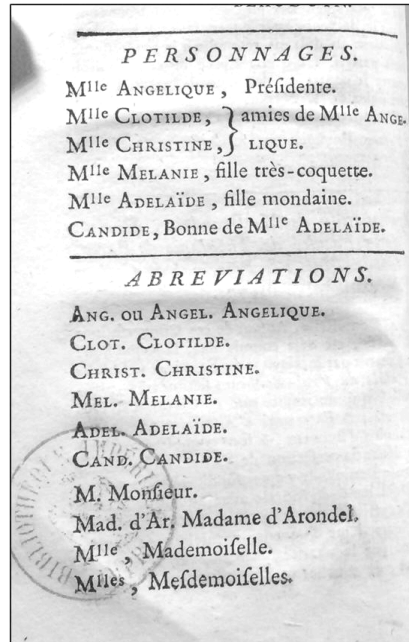 PERSONNAGES.
Mlle ANGELIQUE, Préſidente.
Mlle CLOTILDE, } amies de Mlle ANGE-
Mlle CHRISTINE, } LIQUE.
Mlle MELANIE, fille très-coquette.
Mlle ADELAÏDE, fille mondaine.
CANDIDE, Bonne de Mlle ADELAÏDE.
ABREVIATIONS.
ANG. ou ANGEL. ANGELIQUE.
CLOT. CLOTILDE.
CHRIST. CHRISTINE.
MEL. MELANIE.
ADEL. ADELAÏDE.
CAND. CANDIDE.
M. Monſieur.
Mad. d'Ar. Madame d'Arondel.
Mlle, Mademoiſelle.
Mlles, Meſdemoiſelles.